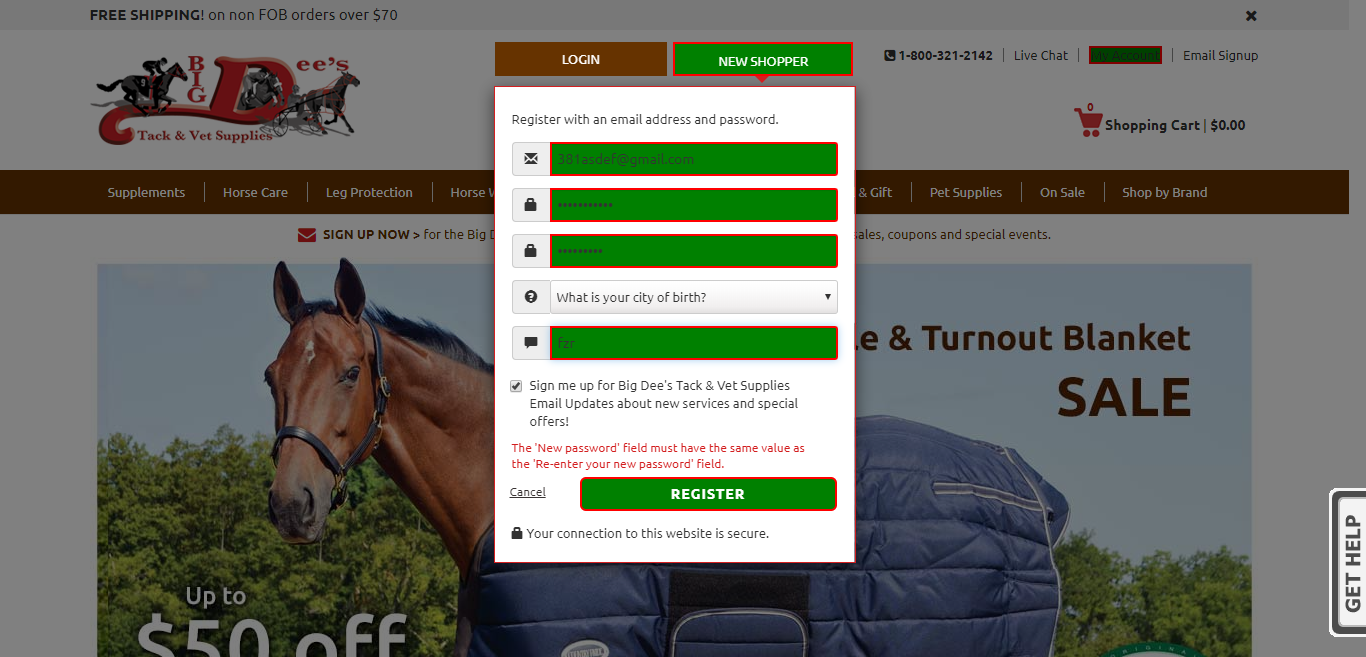 FREE SHIPPING! on non FOB orders over $70
BIG Dee's
Tack & Vet Supplies
LOGIN
NEW SHOPPER
1-800-321-2142
Live Chat
My Account
Email Signup
0
Shopping Cart | $0.00
Register with an email address and password.
381asdef@gmail.com
•••••••••••
•••••••••
What is your city of birth?
fzr
Sign me up for Big Dee's Tack & Vet Supplies
Email Updates about new services and special
offers!
The 'New password' field must have the same value as
the 'Re-enter your new password' field.
Cancel
REGISTER
Your connection to this website is secure.
Supplements
Horse Care
Leg Protection
Horse
& Gift
Pet Supplies
On Sale
Shop by Brand
SIGN UP NOW > for the Big
sales, coupons and special events.
& Turnout Blanket
SALE
Up to
$50 off
ORIGINAL
GET HELP